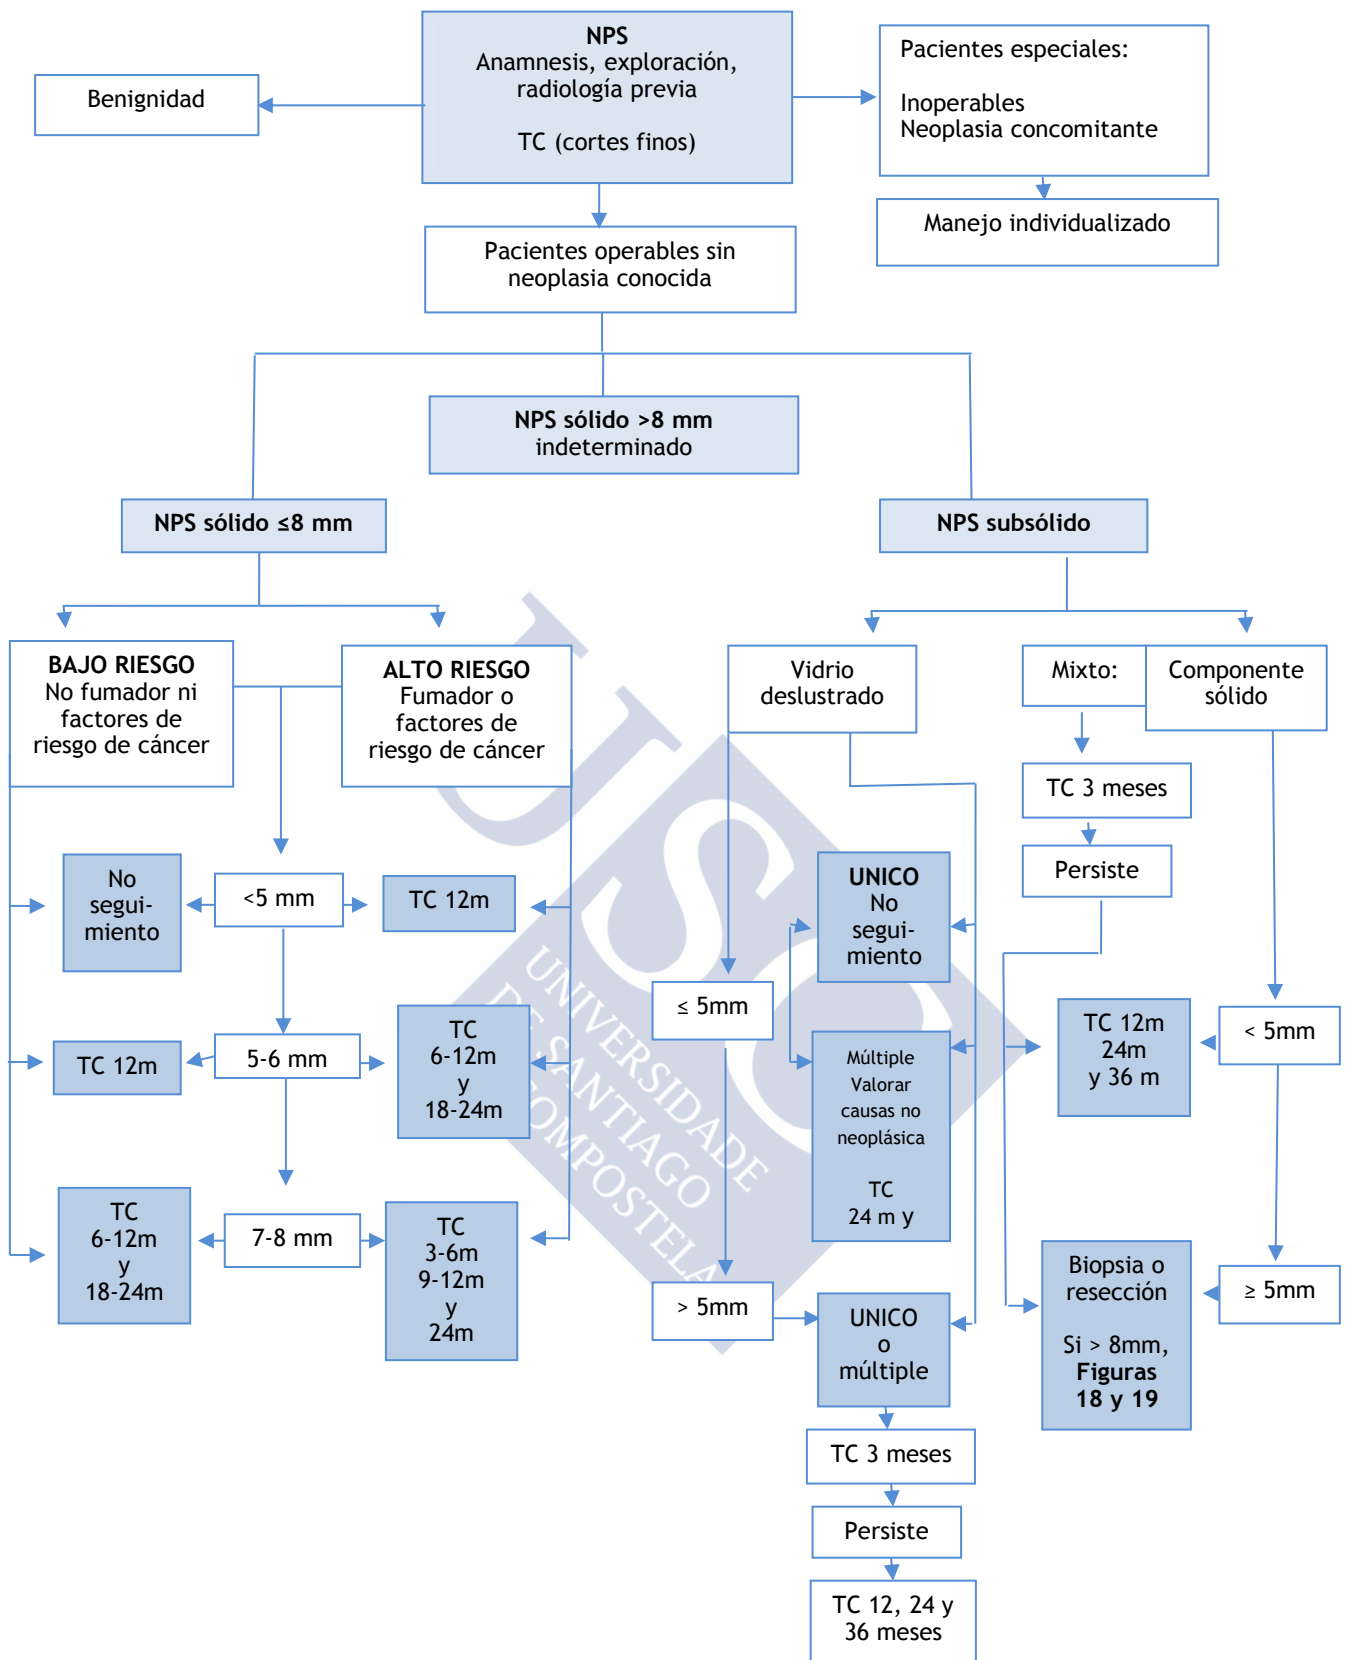 NPS
Anamnesis, exploración,
radiología previa
TC (cortes finos)
Benignidad
Pacientes especiales:
Inoperables
Neoplasia concomitante
Manejo individualizado
Pacientes operables sin
neoplasia conocida
NPS sólido >8 mm
indeterminado
NPS sólido ≤8 mm
NPS subsólido
BAJO RIESGO
No fumador ni
factores de
riesgo de cáncer
ALTO RIESGO
Fumador o
factores de
riesgo de cáncer
Vidrio
deslustrado
Mixto:
Componente
sólido
TC 3 meses
Persiste
No
segui-
miento
<5 mm
TC 12m
UNICO
No
segui-
miento
≤ 5mm
TC 12m
5-6 mm
TC
6-12m
y
18-24m
Múltiple
Valorar
causas no
neoplásica
TC
24 m y
TC 12m
24m
y 36 m
< 5mm
TC
6-12m
y
18-24m
7-8 mm
TC
3-6m
9-12m
y
24m
> 5mm
UNICO
o
múltiple
Biopsia o
resección
Si > 8mm,
Figuras
18 y 19
≥ 5mm
TC 3 meses
Persiste
TC 12, 24 y
36 meses
USC
UNIVERSIDADE
DE SANTIAGO
COMPOSTELA